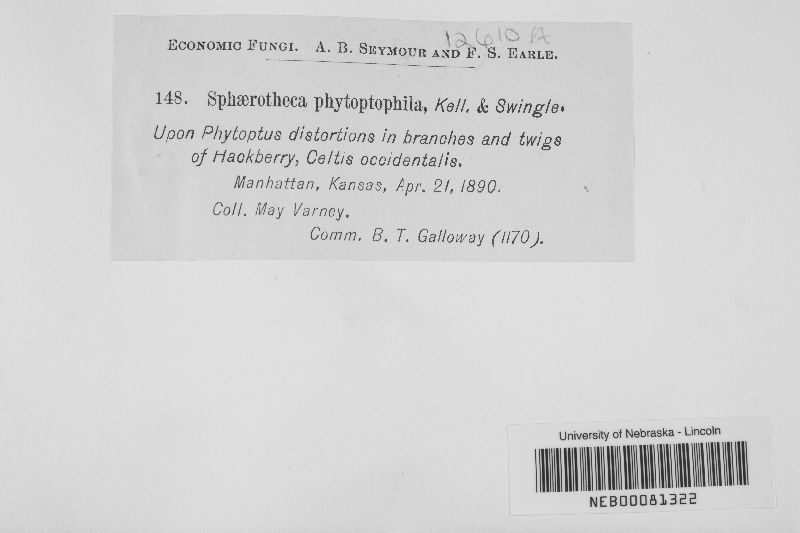 12610A
ECONOMIC FUNGI. A. B. SEYMOUR AND F. S. EARLE.
148. Sphærotheca phytoptophila, Kell. & Swingle.
Upon Phytoptus distortions in branches and twigs
of Hackberry, Celtis occidentalis.
Manhattan, Kansas, Apr. 21, 1890.
Coll. May Varney.
Comm. B. T. Galloway (1170).
University of Nebraska - Lincoln
NEB00081322